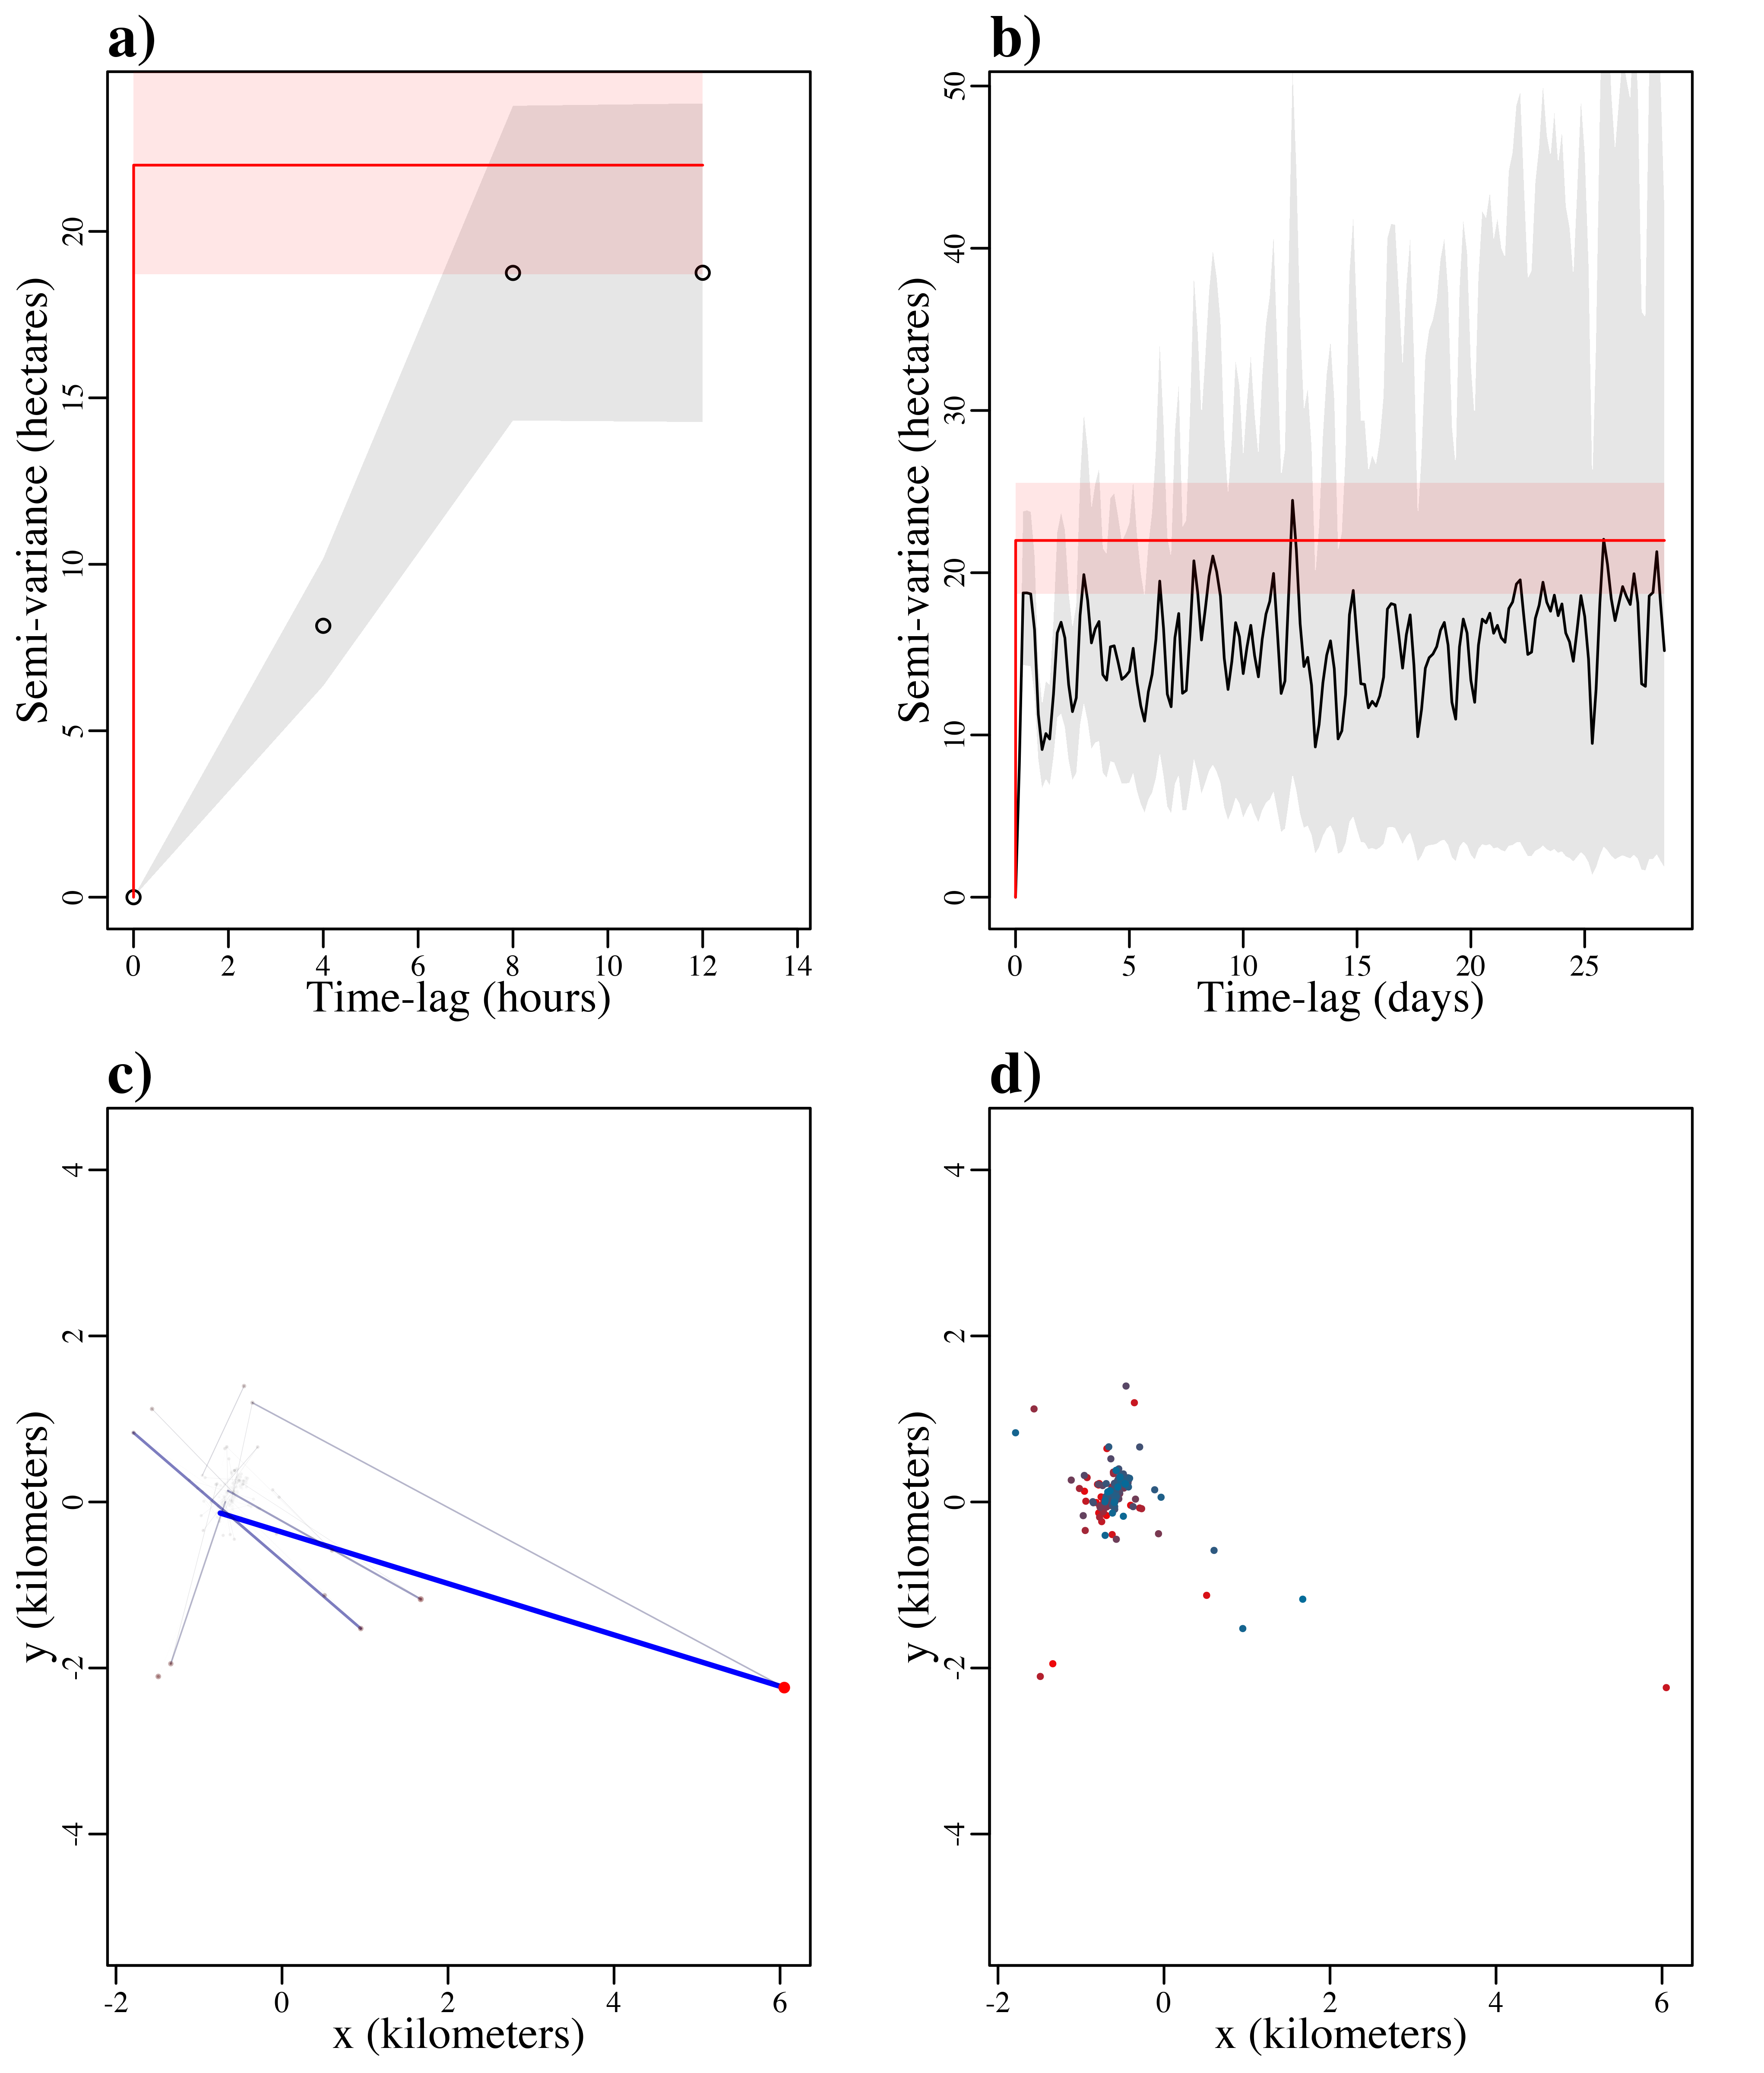 a)
Semi-variance (hectares)
20
15
10
5
0
0 2 4 6 8 10 12 14
Time-lag (hours)
b)
Semi-variance (hectares)
50
40
30
20
10
0
0 5 10 15 20 25
Time-lag (days)
c)
y (kilometers)
4
2
0
-2
-4
-2 0 2 4 6
x (kilometers)
d)
y (kilometers)
4
2
0
-2
-4
-2 0 2 4 6
x (kilometers)